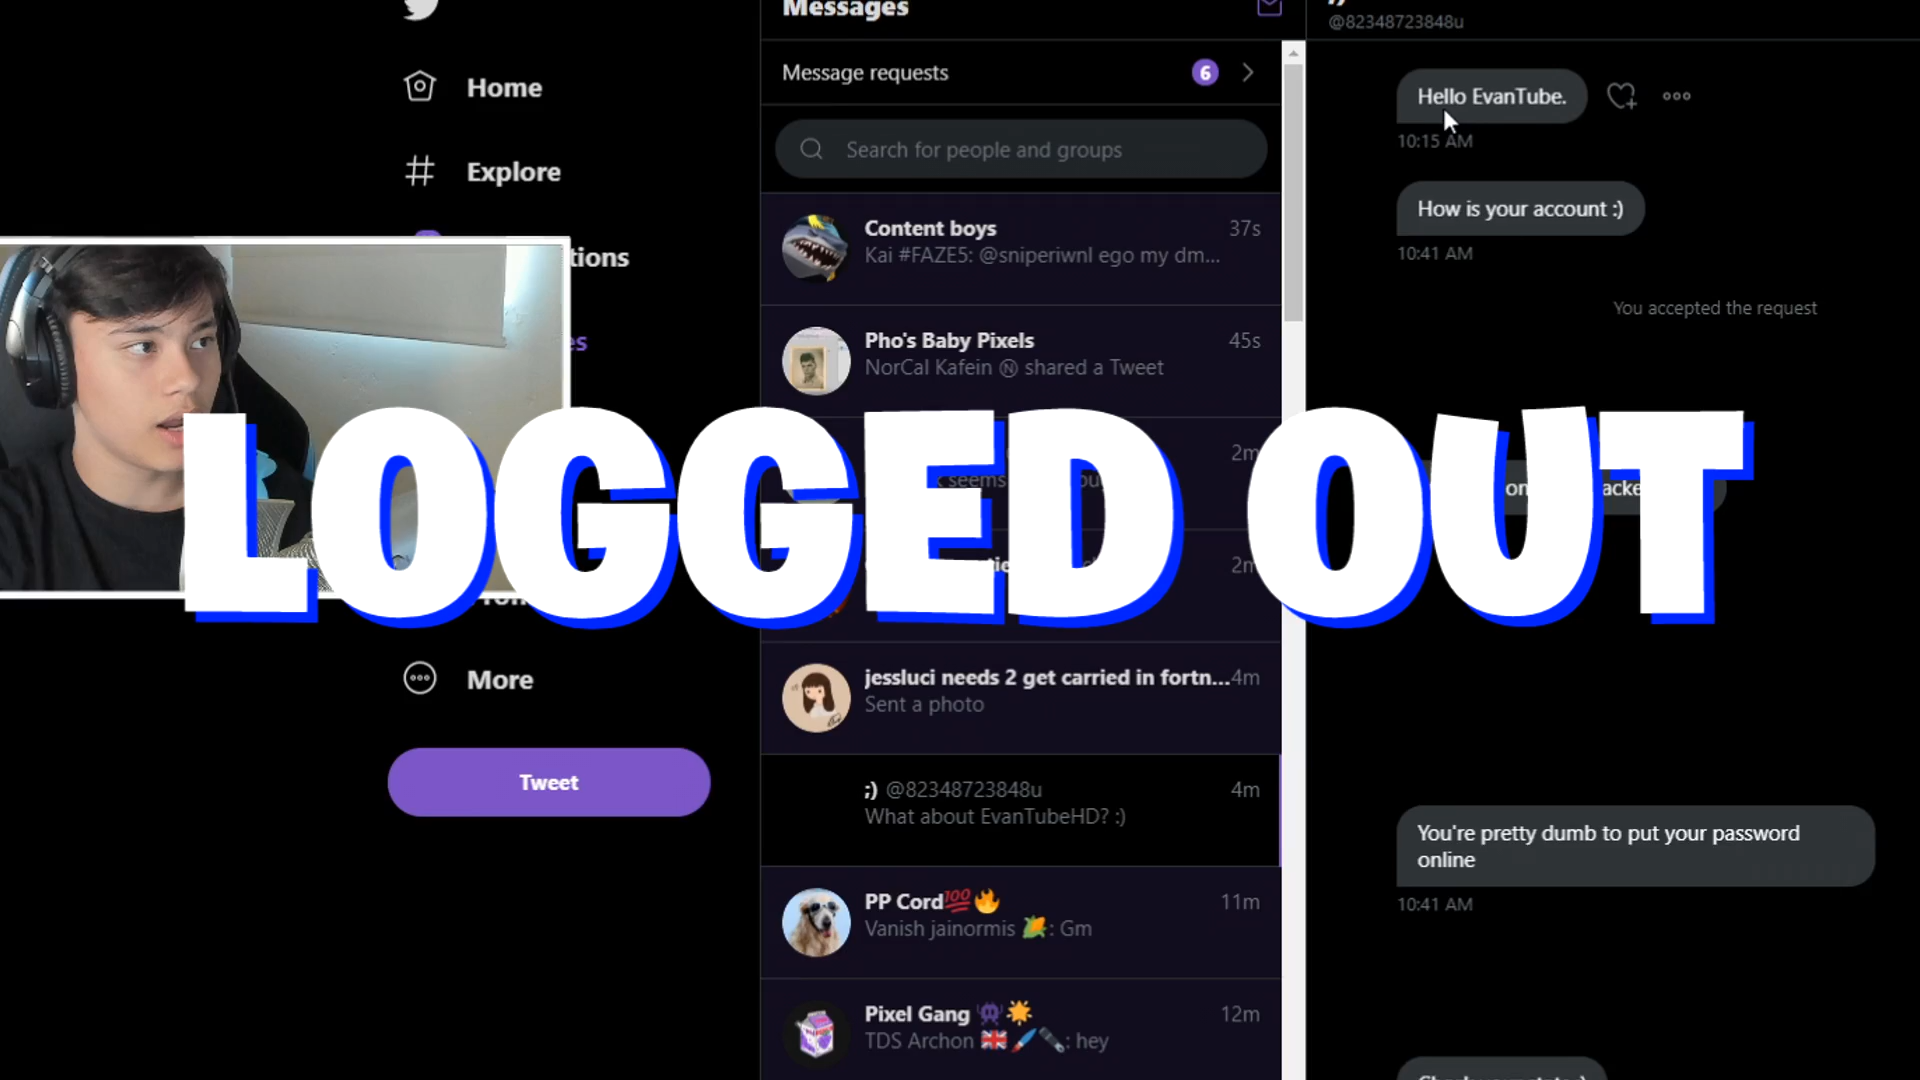 Messages
@82348723848u
Home
Message requests
6
Hello EvanTube.
10:15 AM
Search for people and groups
Explore
How is your account :)
10:41 AM
Content boys
37s
Kai #FAZE5: @sniperiwnl ego my dm...
You accepted the request
Pho's Baby Pixels
45s
NorCal Kafein Ⓝ shared a Tweet
2m
seems
LOGGED OUT
2m
More
jessluci needs 2 get carried in fortn...
4m
Sent a photo
Tweet
;) @82348723848u
4m
What about EvanTubeHD? :)
You're pretty dumb to put your password
online
10:41 AM
PP Cord💯🔥
11m
Vanish jainormis 🌽: Gm
Pixel Gang 👾🌟
12m
TDS Archon 🇬🇧🖌️🎤: hey